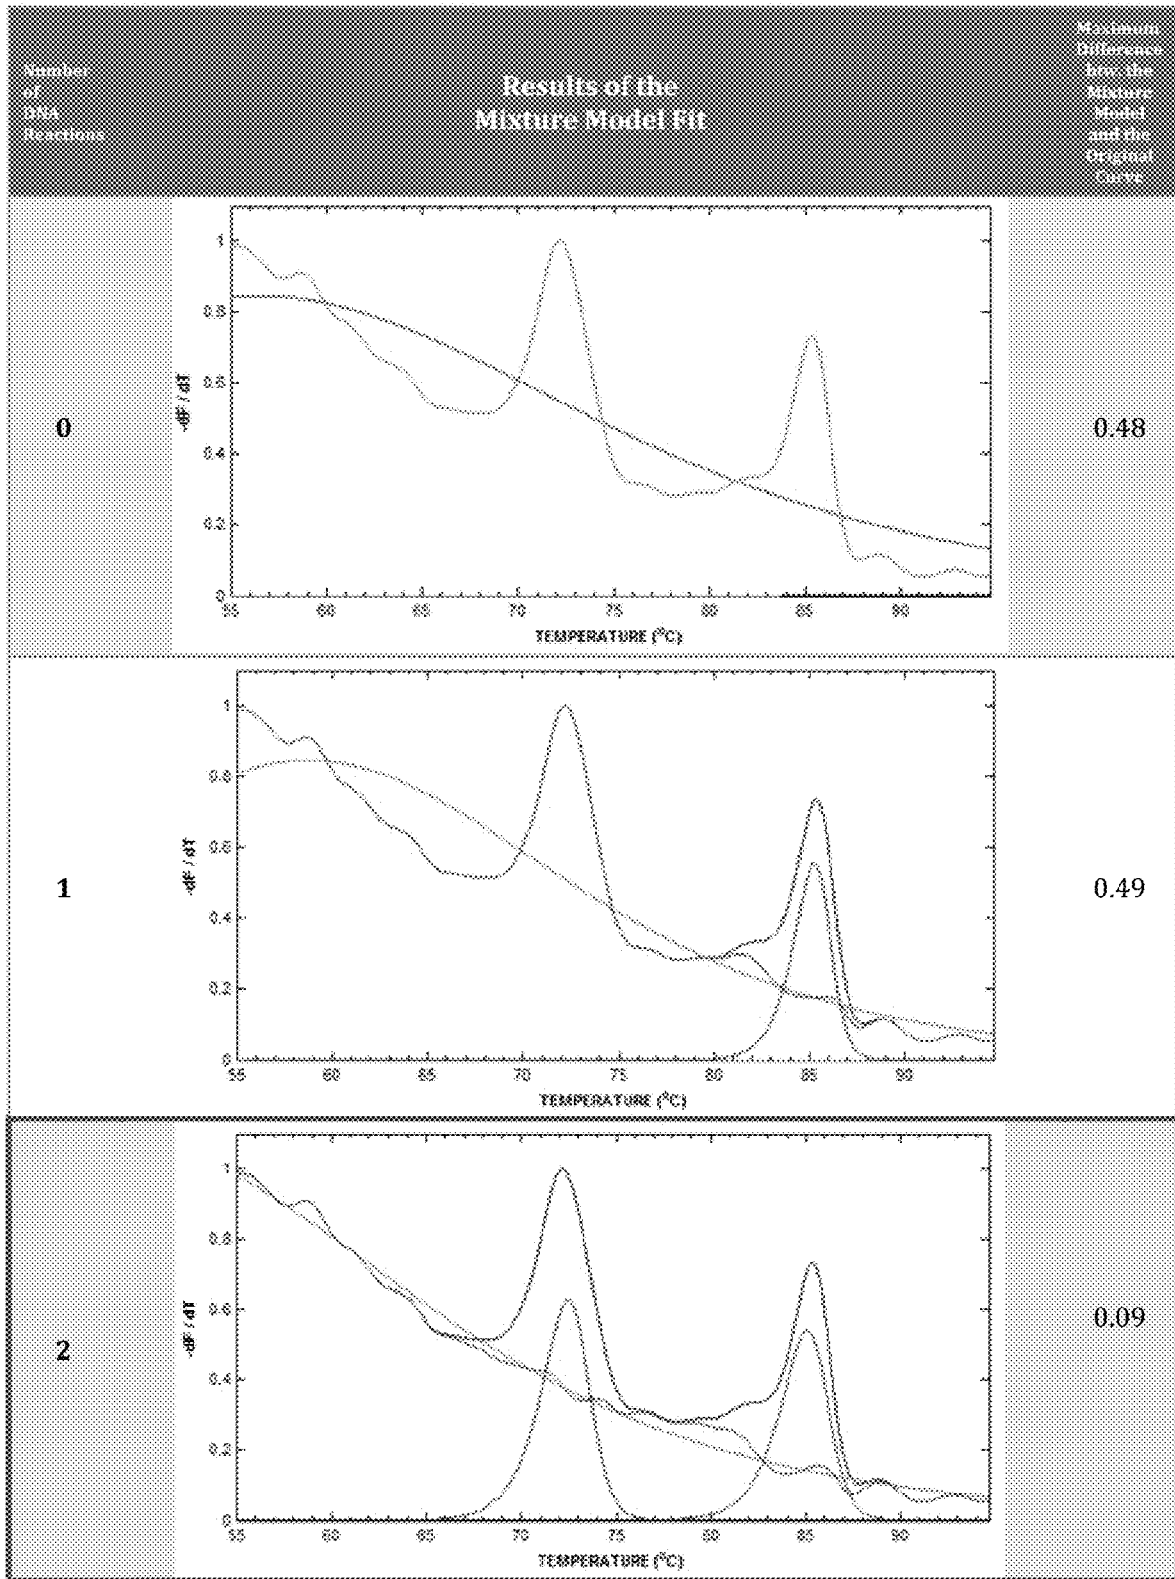 Number
of
DNA
Reactions
Results of the
Mixture Model Fit
Maximum
Difference
btw. the
Mixture
Model
and the
Original
Curve
0
-dF / dT
1
0.8
0.6
0.4
0.2
0
55 60 65 70 75 80 85 90
TEMPERATURE (°C)
0.48
1
-dF / dT
1
0.8
0.6
0.4
0.2
0
55 60 65 70 75 80 85 90
TEMPERATURE (°C)
0.49
2
-dF / dT
1
0.8
0.6
0.4
0.2
0
55 60 65 70 75 80 85 90
TEMPERATURE (°C)
0.09